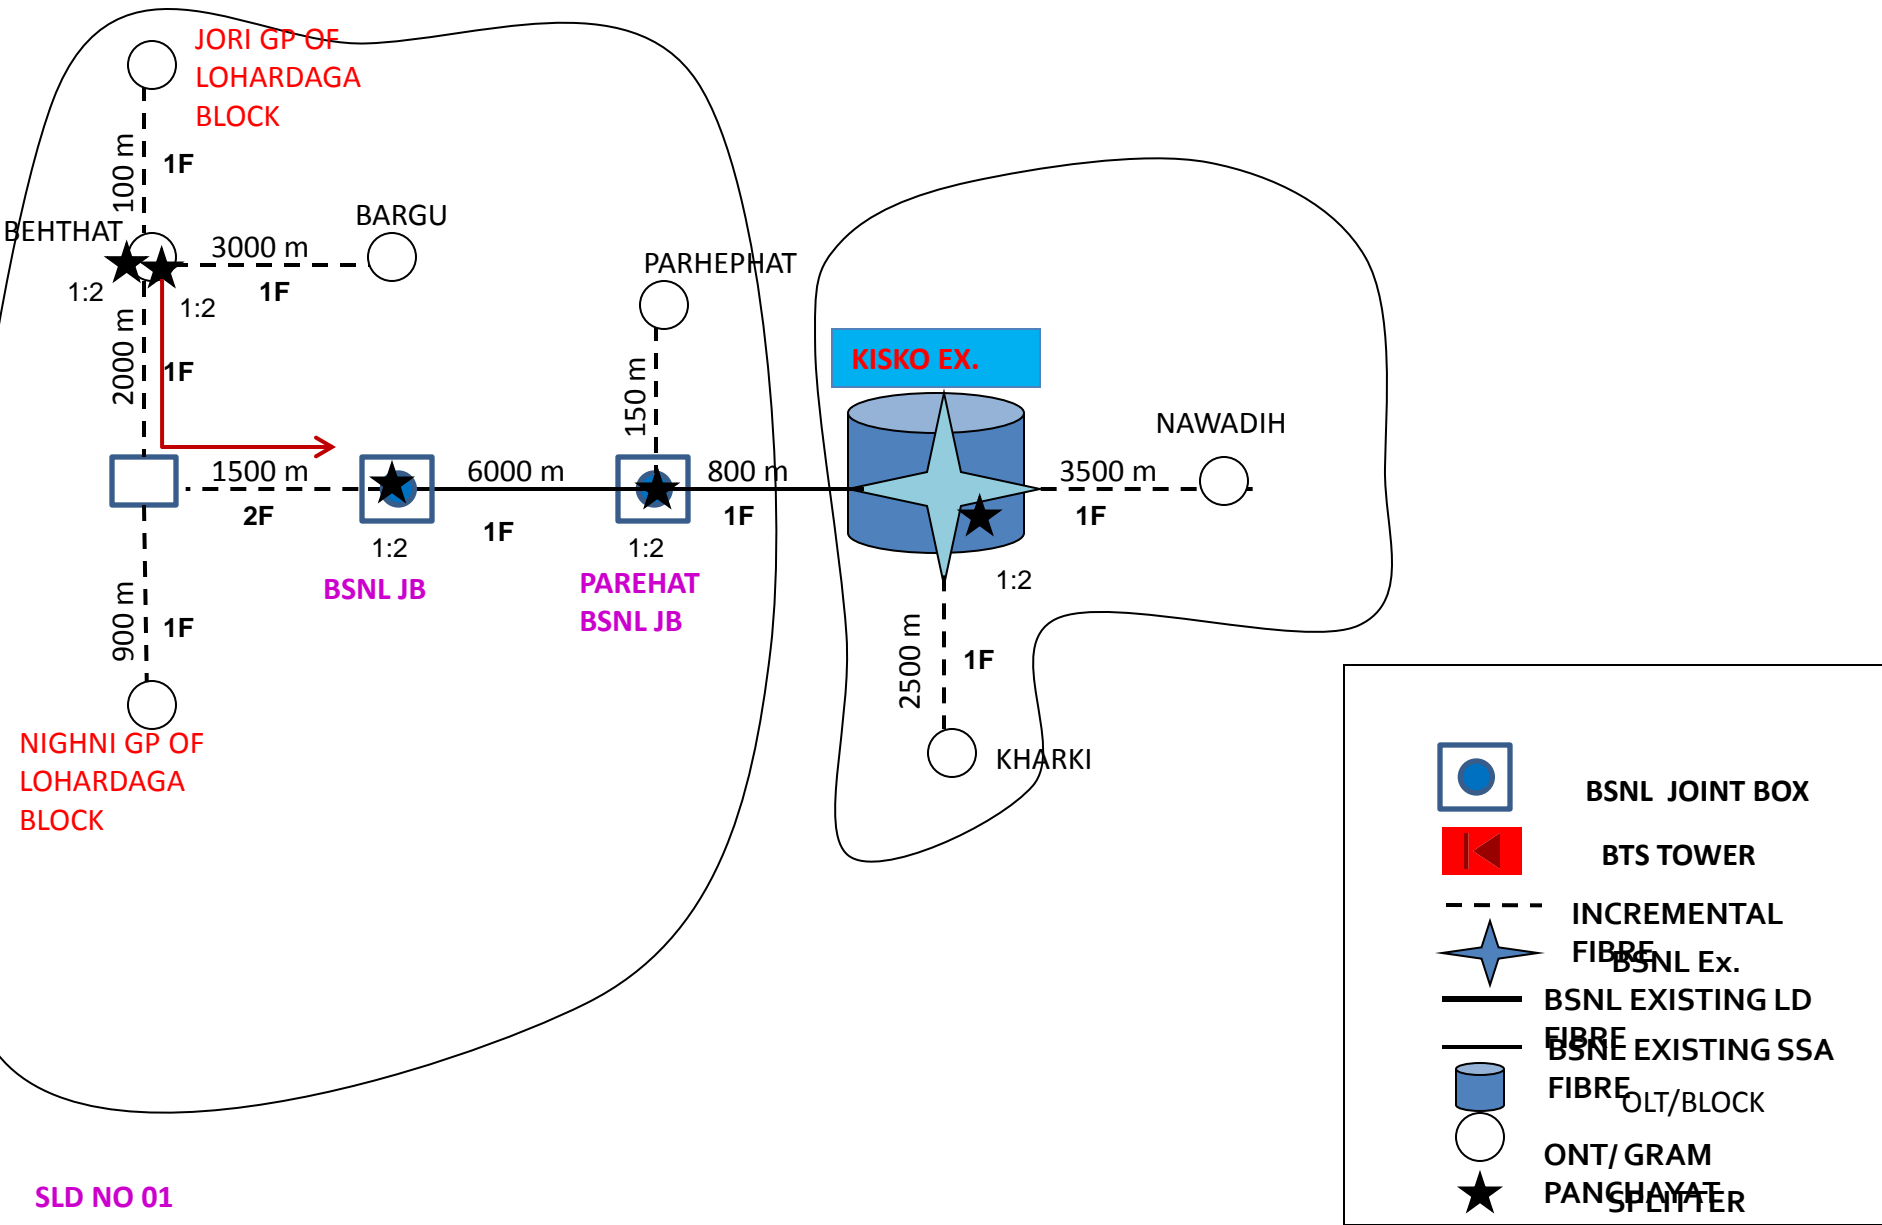 JORI GP OF
LOHARDAGA
BLOCK
100 m
1F
BEHTHAT
3000 m
1F
BARGU
1:2
1:2
2000 m
1F
PARHEPHAT
150 m
KISKO EX.
NAWADIH
1500 m
2F
6000 m
1F
800 m
1F
3500 m
1F
1:2
BSNL JB
1:2
PAREHAT
BSNL JB
1:2
900 m
1F
2500 m
1F
NIGHNI GP OF
LOHARDAGA
BLOCK
KHARKI
BSNL JOINT BOX
BTS TOWER
INCREMENTAL
FIBRE
BSNL Ex.
BSNL EXISTING LD
FIBRE
BSNL EXISTING SSA
FIBRE
OLT/BLOCK
ONT/ GRAM
PANCHAYAT
SPLITTER
SLD NO 01